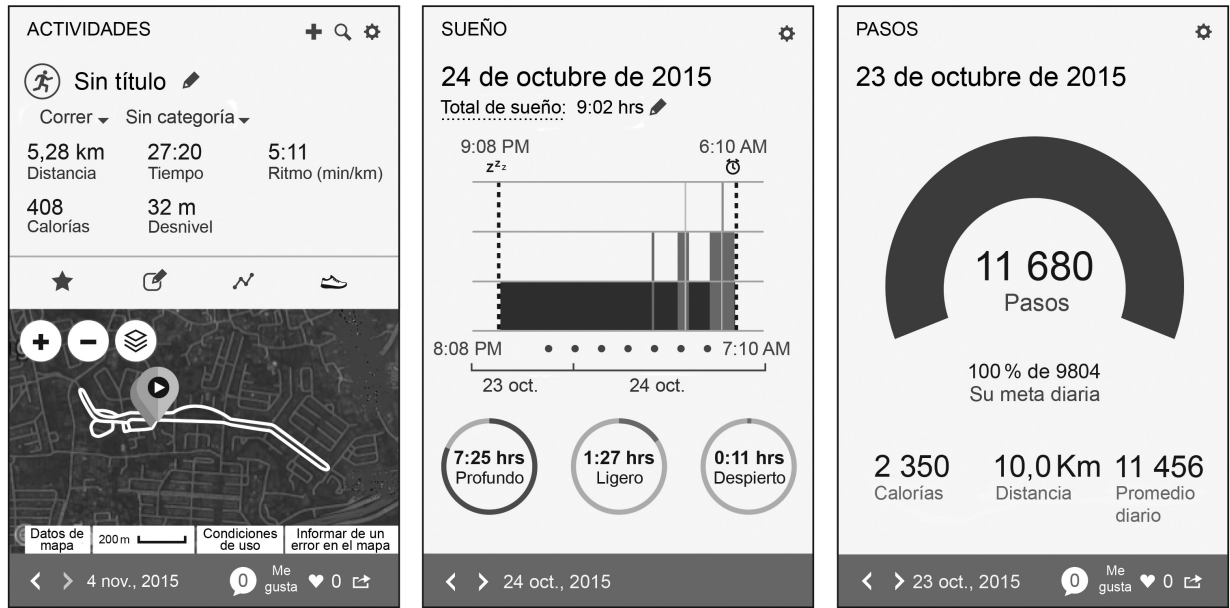 ACTIVIDADES
Sin título
Correr Sin categoría
5,28 km 27:20 5:11
Distancia Tiempo Ritmo (min/km)
408 32 m
Calorías Desnivel
Datos de mapa
200 m
Condiciones de uso
Informar de un error en el mapa
4 nov., 2015 0 Me gusta 0
SUEÑO
24 de octubre de 2015
Total de sueño: 9:02 hrs
9:08 PM 6:10 AM
zzz
8:08 PM 7:10 AM
23 oct. 24 oct.
7:25 hrs 1:27 hrs 0:11 hrs
Profundo Ligero Despierto
24 oct., 2015
PASOS
23 de octubre de 2015
11 680
Pasos
100 % de 9804
Su meta diaria
2 350 10,0 Km 11 456
Calorías Distancia Promedio
diario
23 oct., 2015 0 Me gusta 0